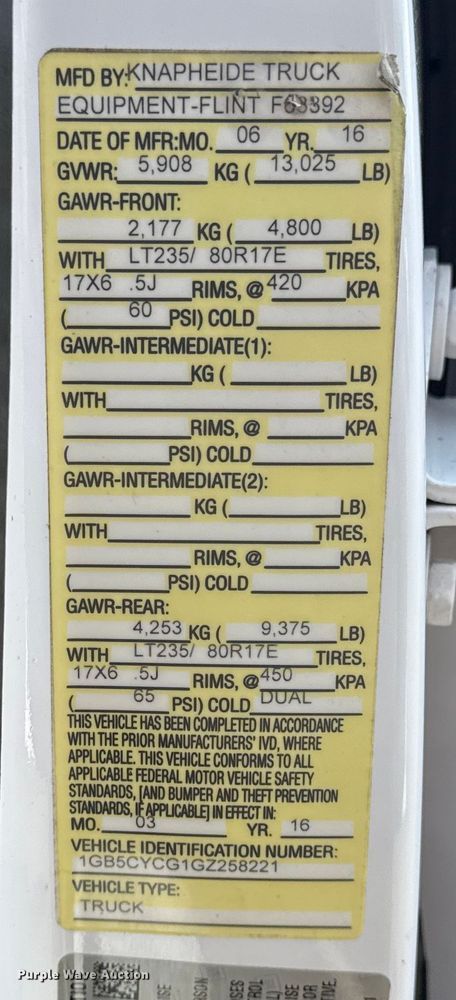 MFD BY: KNAPHEIDE TRUCK
EQUIPMENT-FLINT
DATE OF MFR: MO. 06 YR. 16
GVWR: 5,908 KG ( 13,025 LB)
GAWR-FRONT:
2,177 KG ( 4,800 LB)
WITH LT235/ 80R17E TIRES,
17X6 .5J RIMS, @ 420 KPA
( 60 PSI) COLD
GAWR-INTERMEDIATE(1):
KG ( LB)
WITH TIRES,
RIMS, @ KPA
( PSI) COLD
GAWR-INTERMEDIATE(2):
KG ( LB)
WITH TIRES,
RIMS, @ KPA
( PSI) COLD
GAWR-REAR:
4,253 KG ( 9,375 LB)
WITH LT235/ 80R17E TIRES,
17X6 .5J RIMS, @ 450 KPA
( 65 PSI) COLD DUAL
THIS VEHICLE HAS BEEN COMPLETED IN ACCORDANCE
WITH THE PRIOR MANUFACTURERS' IVD, WHERE
APPLICABLE. THIS VEHICLE CONFORMS TO ALL
APPLICABLE FEDERAL MOTOR VEHICLE SAFETY
STANDARDS, [AND BUMPER AND THEFT PREVENTION
STANDARDS, IF APPLICABLE] IN EFFECT IN:
MO. 03 YR. 16
VEHICLE IDENTIFICATION NUMBER:
1GB5CYCG1GZ258221
VEHICLE TYPE:
TRUCK
Purple Wave Auction